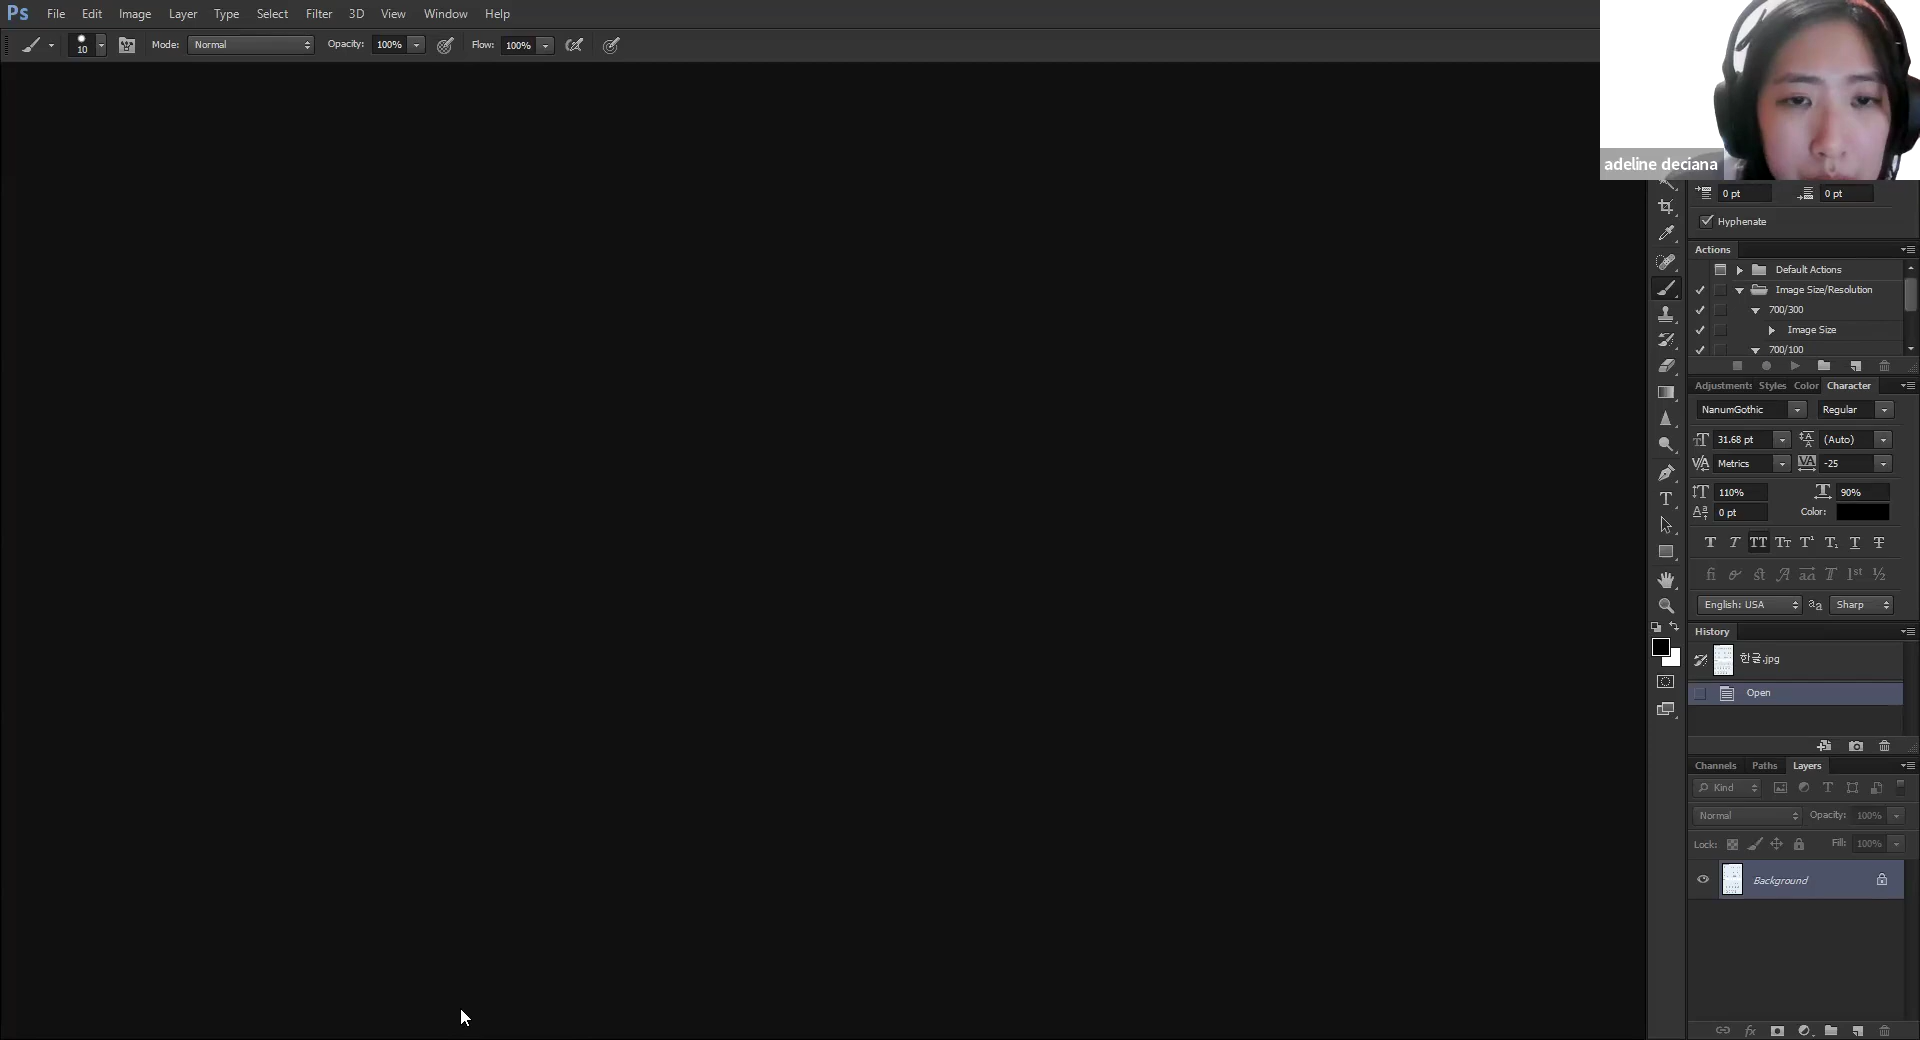 Ps File Edit Image Layer Type Select Filter 3D View Window Help
10 Mode: Normal Opacity: 100% Flow: 100%
adeline deciana
0 pt 0 pt
Hyphenate
Actions
Default Actions
Image Size/Resolution
700/300
Image Size
700/100
Adjustments Styles Color Character
NanumGothic Regular
31.68 pt (Auto)
Metrics -25
110% 90%
0 pt Color:
English: USA Sharp
History
한글.jpg
Open
Channels Paths Layers
Kind
Normal Opacity: 100%
Lock: Fill: 100%
Background